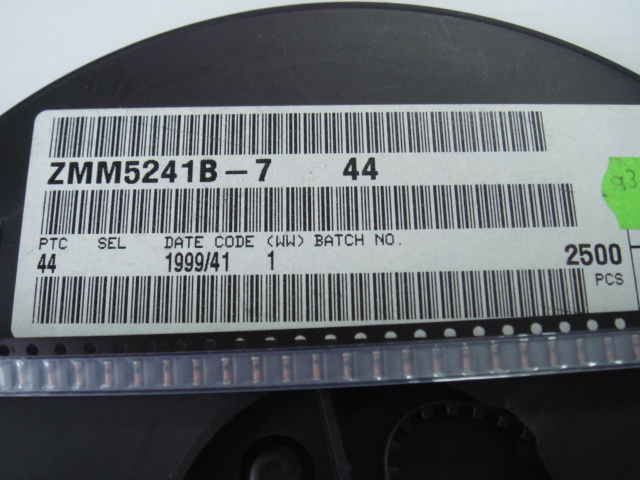 ZMM5241B-7 44
PTC SEL DATE CODE (WW) BATCH NO.
44 1999/41 1 2500
PCS
93